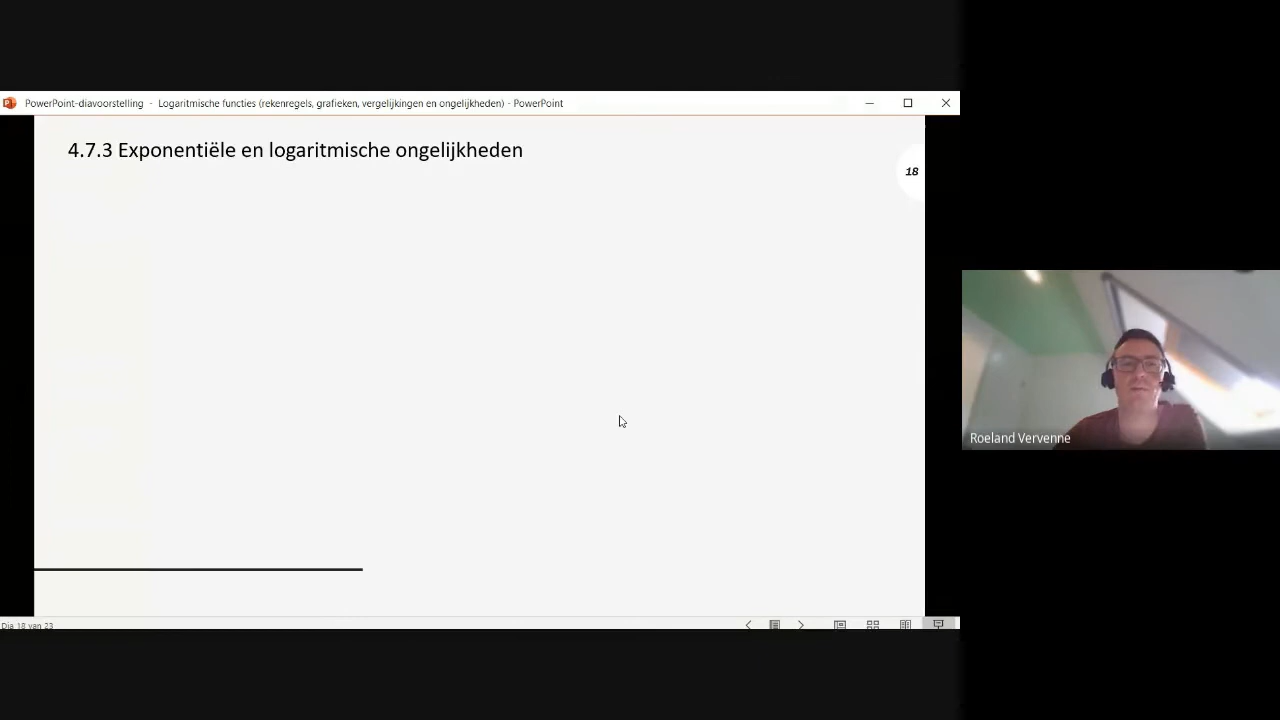 PowerPoint-diavoorstelling - Logaritmische functies (rekenregels, grafieken, vergelijkingen en ongelijkheden) - PowerPoint
4.7.3 Exponentiële en logaritmische ongelijkheden
18
Roeland Vervenne
Dia 18 van 23